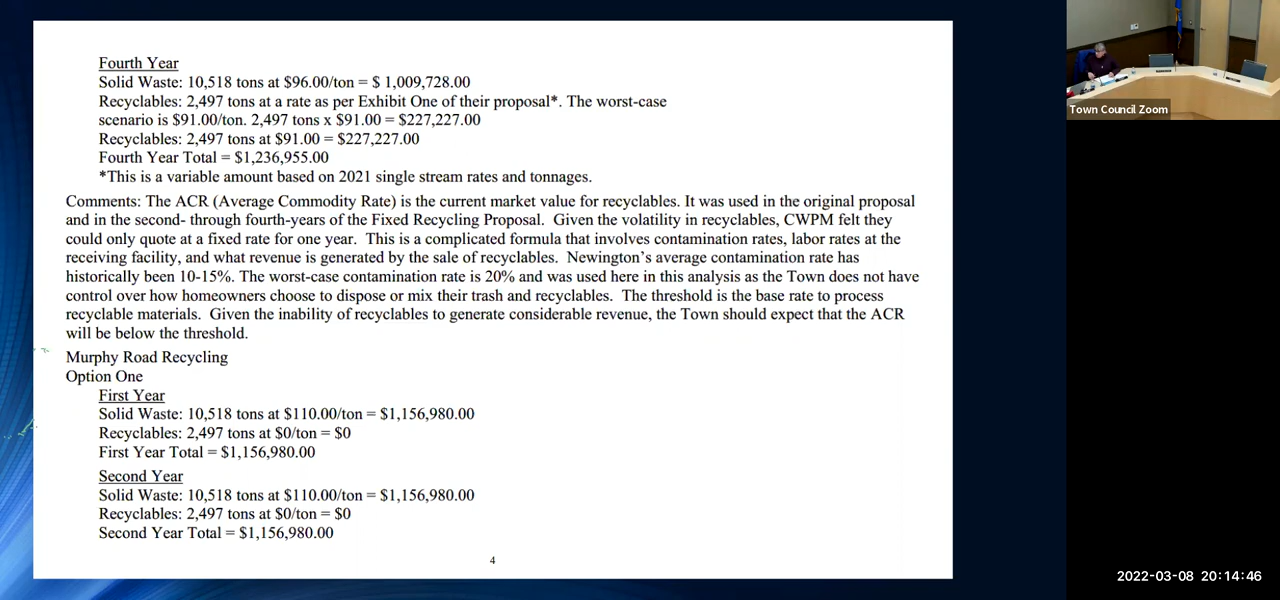 Fourth Year
Solid Waste: 10,518 tons at $96.00/ton = $ 1,009,728.00
Recyclables: 2,497 tons at a rate as per Exhibit One of their proposal*. The worst-case
scenario is $91.00/ton. 2,497 tons x $91.00 = $227,227.00
Recyclables: 2,497 tons at $91.00 = $227,227.00
Fourth Year Total = $1,236,955.00
*This is a variable amount based on 2021 single stream rates and tonnages.
Comments: The ACR (Average Commodity Rate) is the current market value for recyclables. It was used in the original proposal
and in the second- through fourth-years of the Fixed Recycling Proposal. Given the volatility in recyclables, CWPM felt they
could only quote at a fixed rate for one year. This is a complicated formula that involves contamination rates, labor rates at the
receiving facility, and what revenue is generated by the sale of recyclables. Newington's average contamination rate has
historically been 10-15%. The worst-case contamination rate is 20% and was used here in this analysis as the Town does not have
control over how homeowners choose to dispose or mix their trash and recyclables. The threshold is the base rate to process
recyclable materials. Given the inability of recyclables to generate considerable revenue, the Town should expect that the ACR
will be below the threshold.
Murphy Road Recycling
Option One
First Year
Solid Waste: 10,518 tons at $110.00/ton = $1,156,980.00
Recyclables: 2,497 tons at $0/ton = $0
First Year Total = $1,156,980.00
Second Year
Solid Waste: 10,518 tons at $110.00/ton = $1,156,980.00
Recyclables: 2,497 tons at $0/ton = $0
Second Year Total = $1,156,980.00
4
Town Council Zoom
2022-03-08 20:14:46